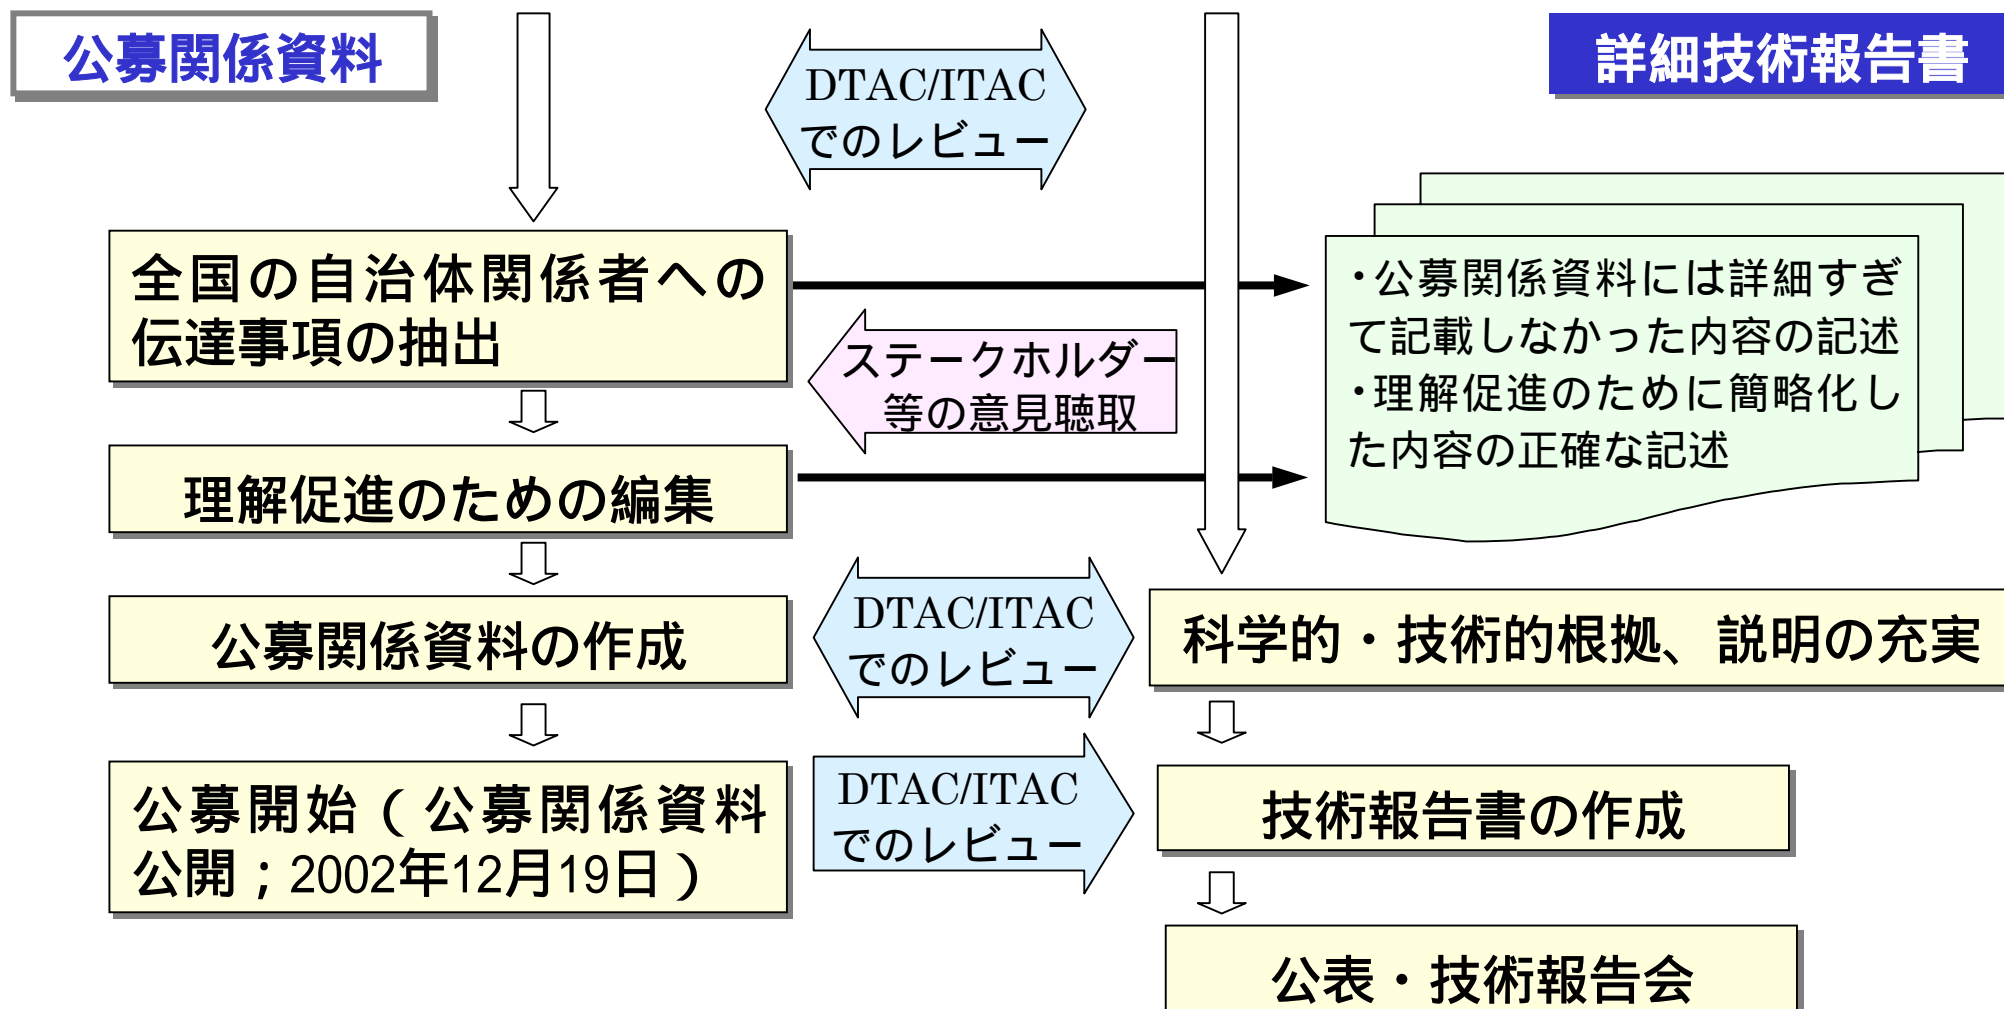 公募関係資料
詳細技術報告書
DTAC/ITAC
でのレビュー
全国の自治体関係者への
伝達事項の抽出
・公募関係資料には詳細すぎ
て記載しなかった内容の記述
・理解促進のために簡略化し
た内容の正確な記述
ステークホルダー
等の意見聴取
理解促進のための編集
公募関係資料の作成
DTAC/ITAC
でのレビュー
科学的・技術的根拠、説明の充実
公募開始（公募関係資料
公開；2002年12月19日）
DTAC/ITAC
でのレビュー
技術報告書の作成
公表・技術報告会